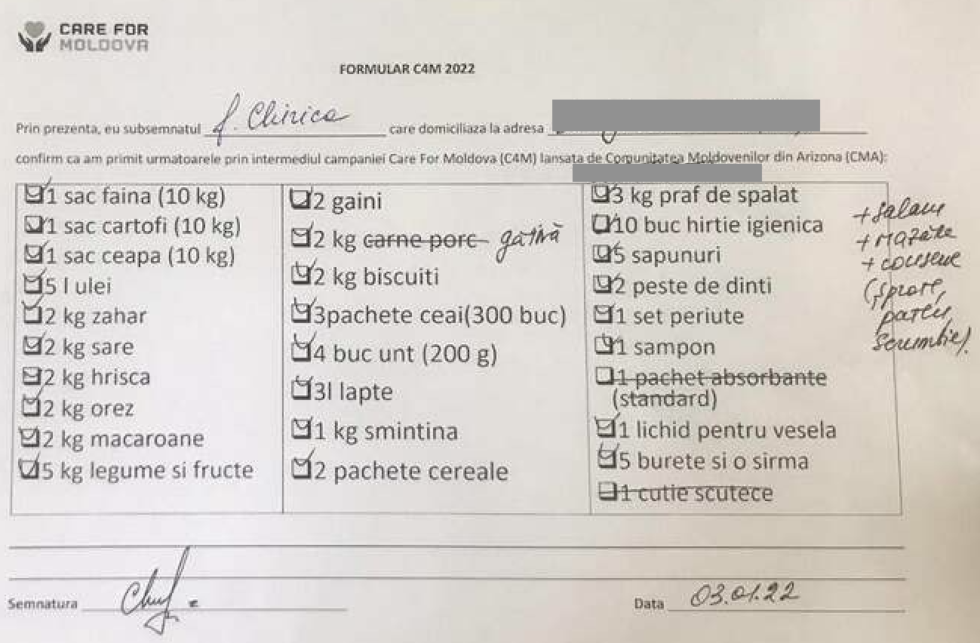 CARE FOR
MOLDOVA
FORMULAR C4M 2022
Prin prezenta, eu subsemnatul f. Chirica care domiciliaza la adresa
confirm ca am primit urmatoarele prin intermediul campaniei Care For Moldova (C4M) lansata de Comunitatea Moldovenilor din Arizona (CMA):
1 sac faina (10 kg)
1 sac cartofi (10 kg)
1 sac ceapa (10 kg)
5 l ulei
2 kg zahar
2 kg sare
2 kg hrisca
2 kg orez
2 kg macaroane
5 kg legume si fructe
2 gaini
2 kg carne porc găină
2 kg biscuiti
3pachete ceai(300 buc)
4 buc unt (200 g)
3l lapte
1 kg smintina
2 pachete cereale
3 kg praf de spalat
10 buc hirtie igienica
5 sapunuri
2 peste de dinti
1 set periute
1 sampon
1 pachet absorbante
(standard)
1 lichid pentru vesela
5 burete si o sirma
1 cutie scutece
+ salam
+ mazăre
+ conserve
(șprote,
pateu,
scumbie)
Semnatura
Data 03.01.22